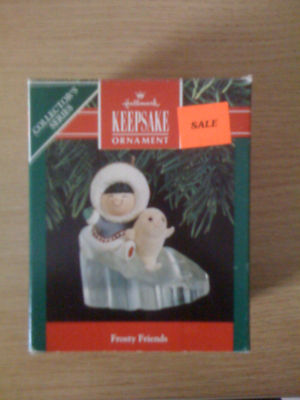 COLLECTOR'S
SERIES
Hallmark
KEEPSAKE
ORNAMENT
SALE
Frosty Friends